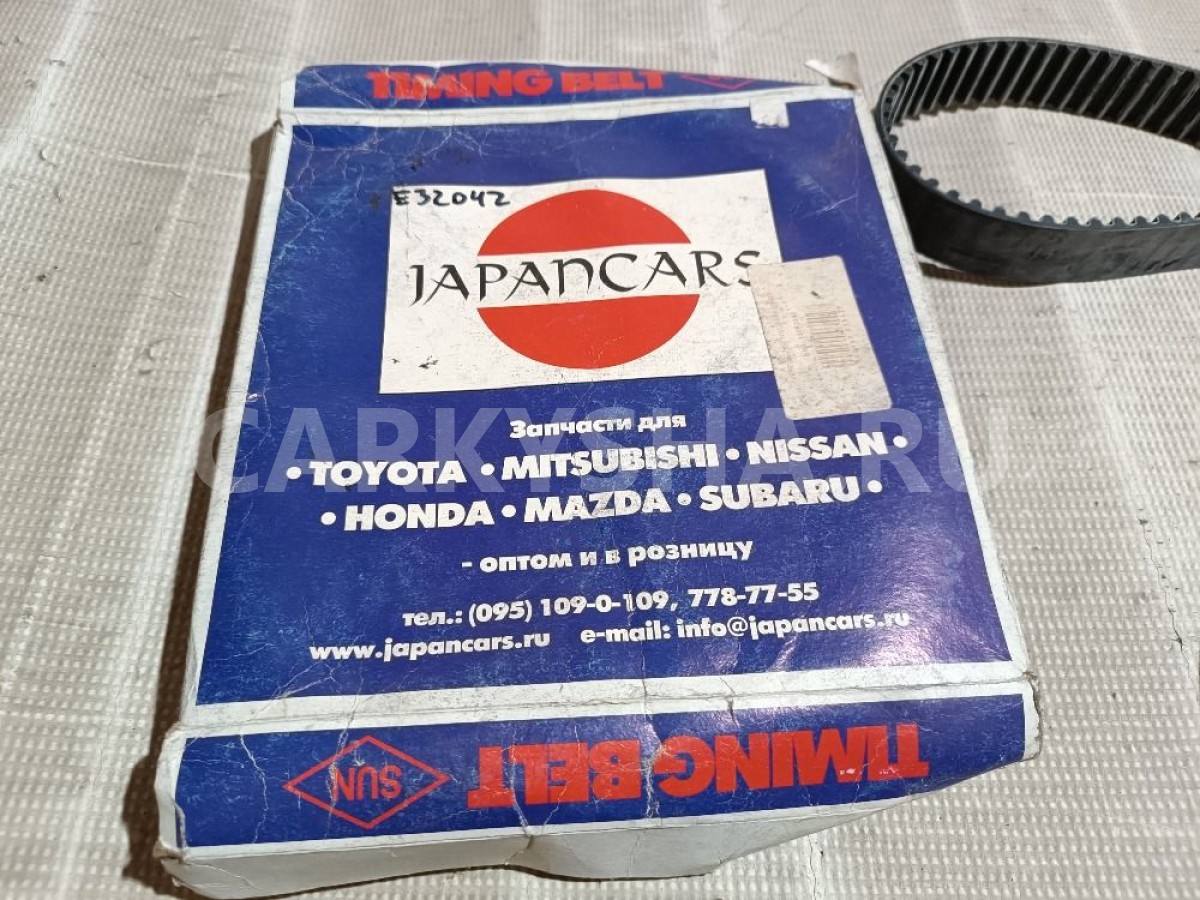 TIMING BELT
E32042
JAPANCARS
Запчасти для
• TOYOTA • MITSUBISHI • NISSAN •
• HONDA • MAZDA • SUBARU •
- оптом и в розницу
тел.: (095) 109-0-109, 778-77-55
www.japancars.ru e-mail: info@japancars.ru
TIMING BELT
SUN
CARKYSHA.RU